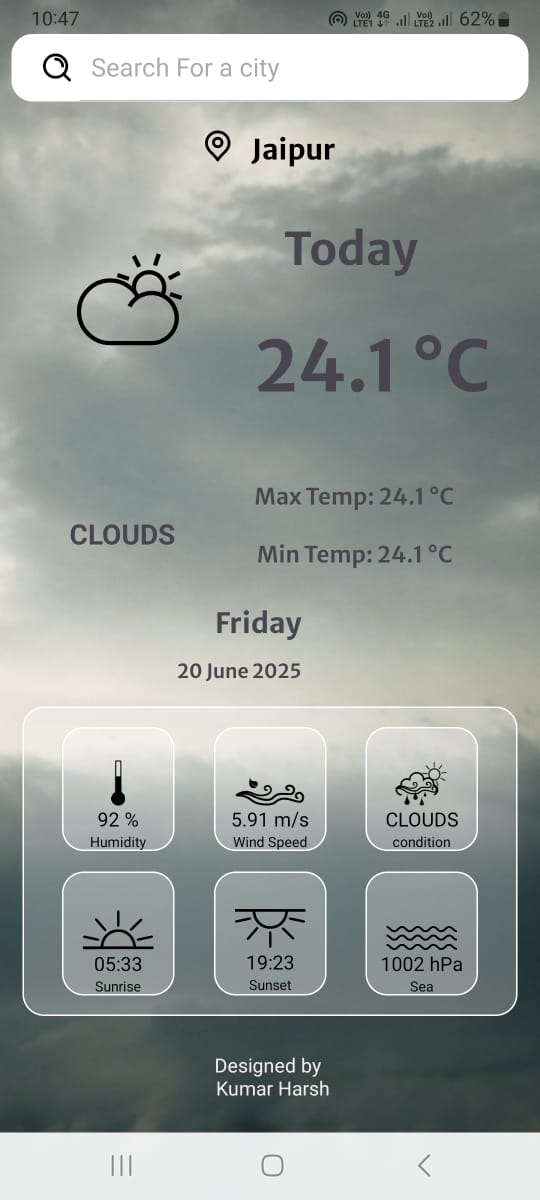 10:47 Vo)) LTE1 4G Vo)) LTE2 62%
Search For a city
Jaipur
Today
24.1 °C
CLOUDS
Max Temp: 24.1 °C
Min Temp: 24.1 °C
Friday
20 June 2025
92 %
Humidity
5.91 m/s
Wind Speed
CLOUDS
condition
05:33
Sunrise
19:23
Sunset
1002 hPa
Sea
Designed by
Kumar Harsh